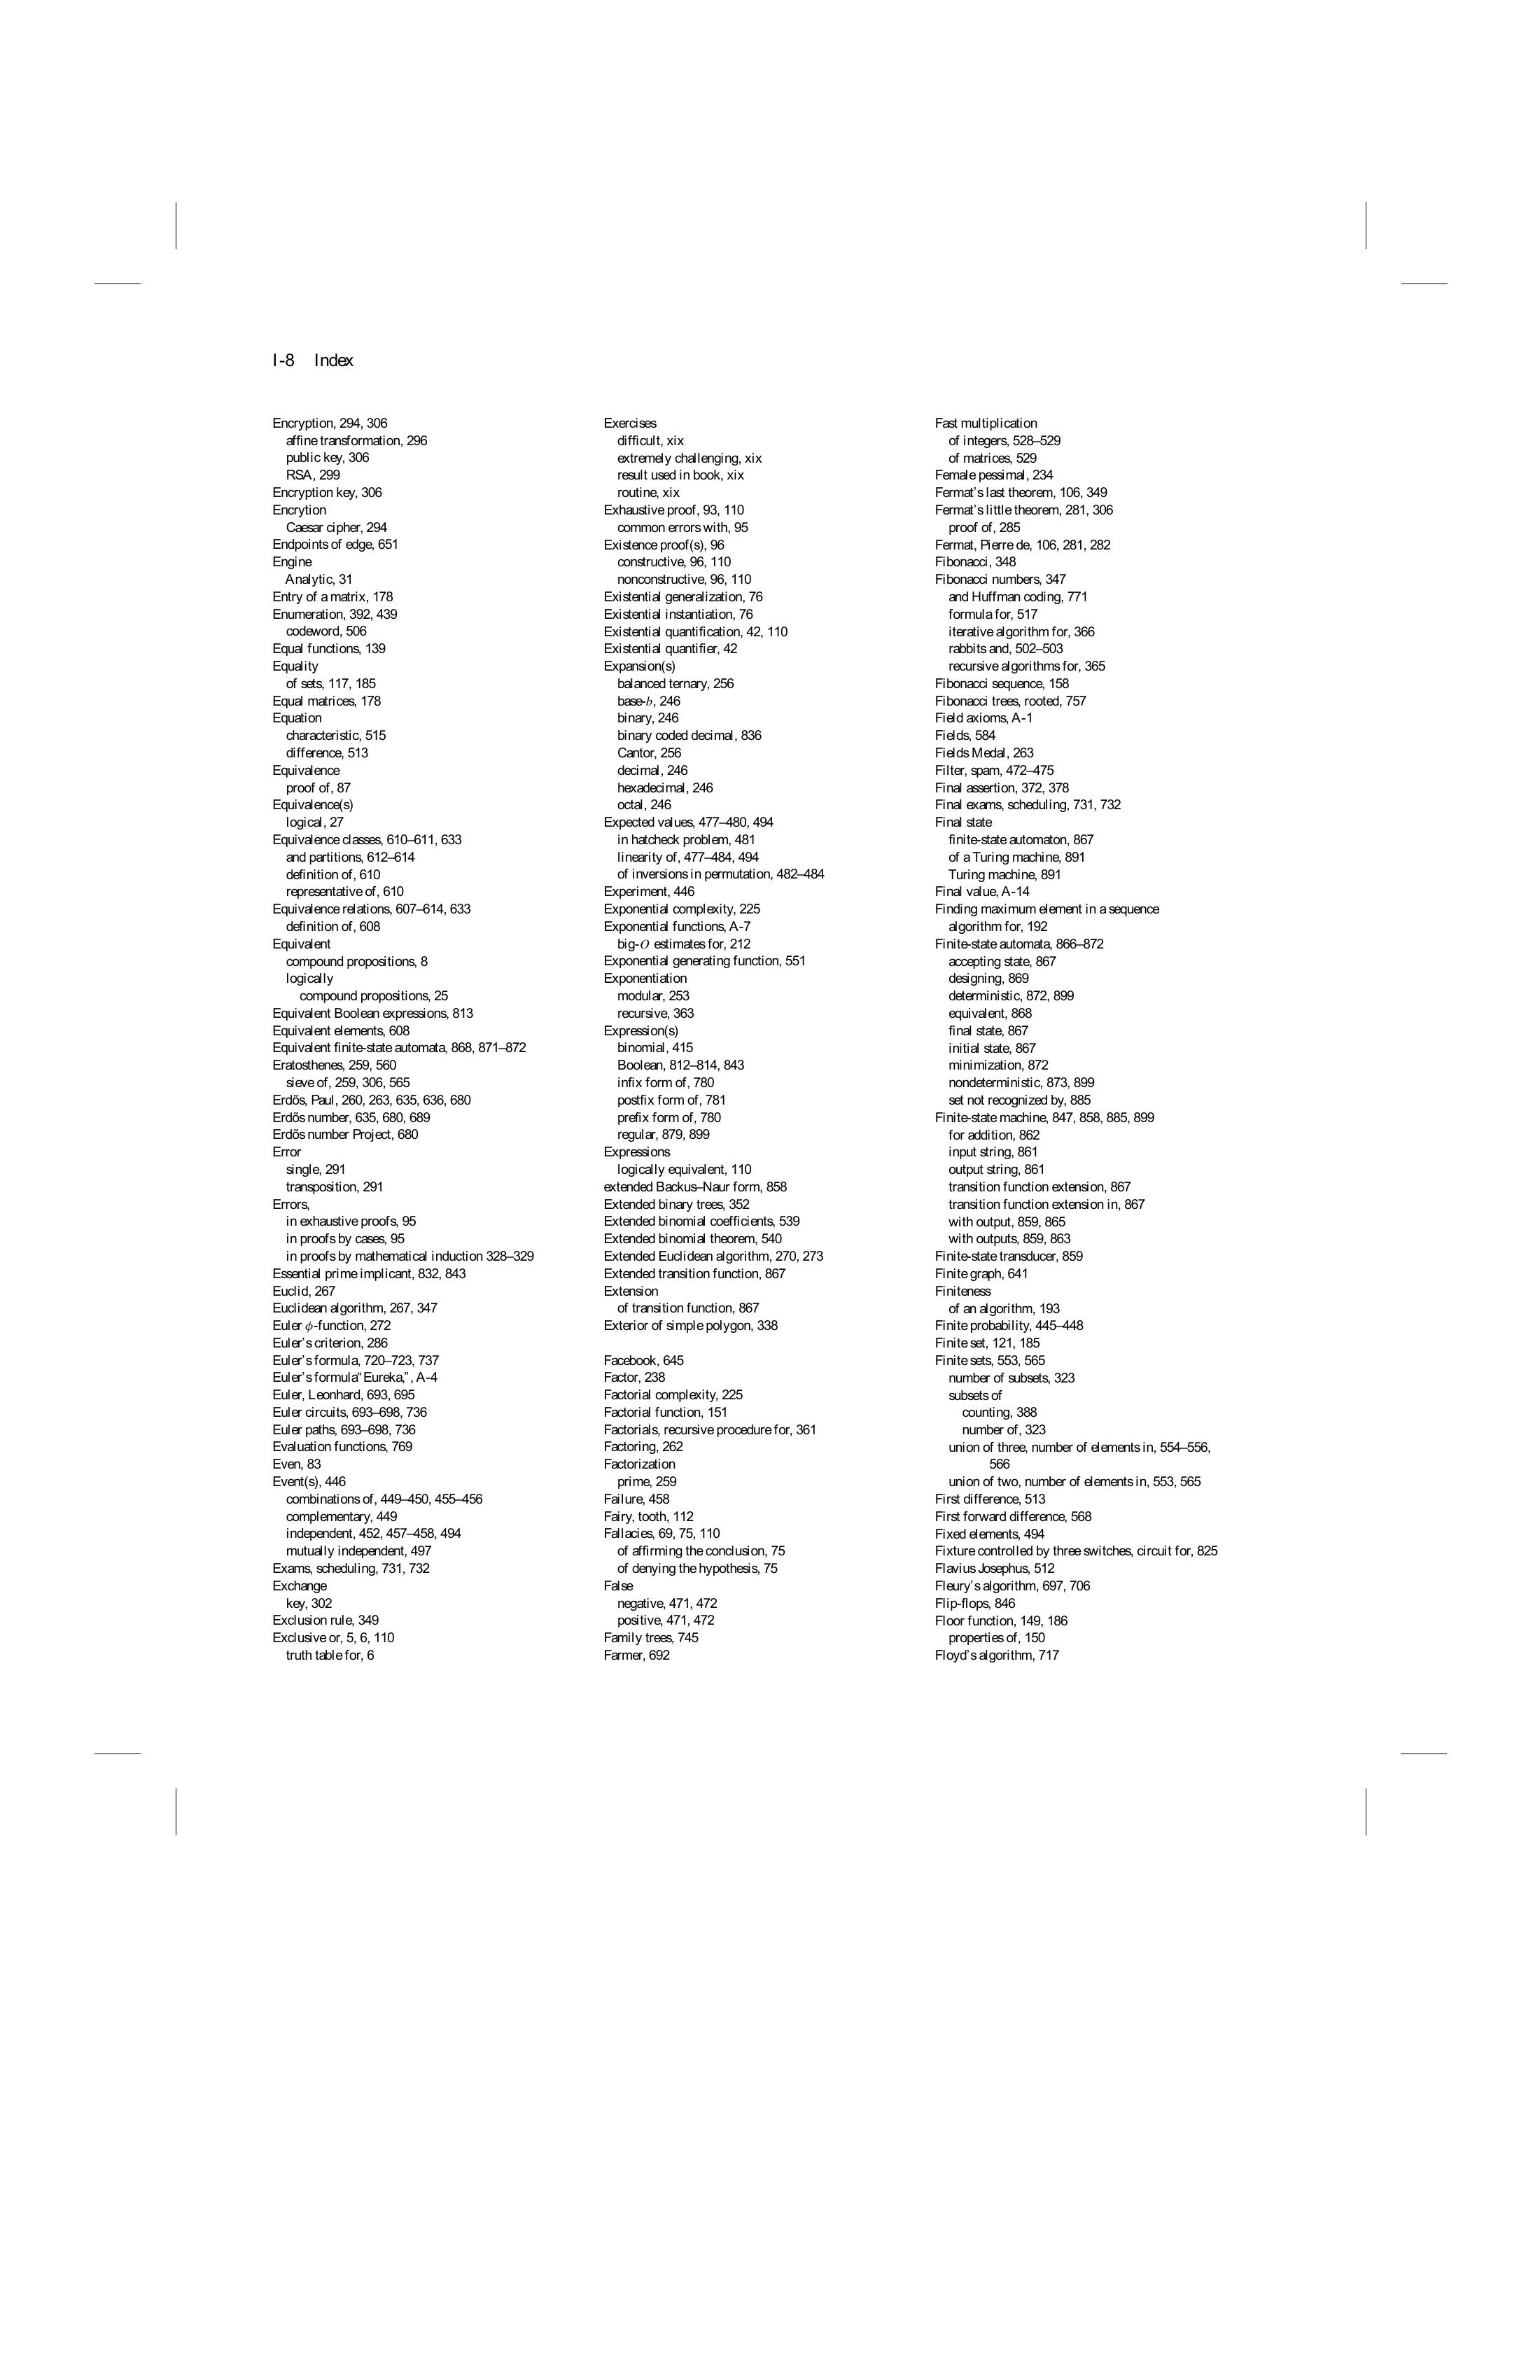 I-8 Index
Encryption, 294, 306
affine transformation, 296
public key, 306
RSA, 299
Encryption key, 306
Encrytion
Caesar cipher, 294
Endpoints of edge, 651
Engine
Analytic, 31
Entry of a matrix, 178
Enumeration, 392, 439
codeword, 506
Equal functions, 139
Equality
of sets, 117, 185
Equal matrices, 178
Equation
characteristic, 515
difference, 513
Equivalence
proof of, 87
Equivalence(s)
logical, 27
Equivalence classes, 610–611, 633
and partitions, 612–614
definition of, 610
representative of, 610
Equivalence relations, 607–614, 633
definition of, 608
Equivalent
compound propositions, 8
logically
compound propositions, 25
Equivalent Boolean expressions, 813
Equivalent elements, 608
Equivalent finite-state automata, 868, 871–872
Eratosthenes, 259, 560
sieve of, 259, 306, 565
Erdős, Paul, 260, 263, 635, 636, 680
Erdős number, 635, 680, 689
Erdős number Project, 680
Error
single, 291
transposition, 291
Errors,
in exhaustive proofs, 95
in proofs by cases, 95
in proofs by mathematical induction 328–329
Essential prime implicant, 832, 843
Euclid, 267
Euclidean algorithm, 267, 347
Euler ϕ-function, 272
Euler's criterion, 286
Euler's formula, 720–723, 737
Euler's formula“Eureka,”, A-4
Euler, Leonhard, 693, 695
Euler circuits, 693–698, 736
Euler paths, 693–698, 736
Evaluation functions, 769
Even, 83
Event(s), 446
combinations of, 449–450, 455–456
complementary, 449
independent, 452, 457–458, 494
mutually independent, 497
Exams, scheduling, 731, 732
Exchange
key, 302
Exclusion rule, 349
Exclusive or, 5, 6, 110
truth table for, 6
Exercises
difficult, xix
extremely challenging, xix
result used in book, xix
routine, xix
Exhaustive proof, 93, 110
common errors with, 95
Existence proof(s), 96
constructive, 96, 110
nonconstructive, 96, 110
Existential generalization, 76
Existential instantiation, 76
Existential quantification, 42, 110
Existential quantifier, 42
Expansion(s)
balanced ternary, 256
base-b, 246
binary, 246
binary coded decimal, 836
Cantor, 256
decimal, 246
hexadecimal, 246
octal, 246
Expected values, 477–480, 494
in hatcheck problem, 481
linearity of, 477–484, 494
of inversions in permutation, 482–484
Experiment, 446
Exponential complexity, 225
Exponential functions, A-7
big-O estimates for, 212
Exponential generating function, 551
Exponentiation
modular, 253
recursive, 363
Expression(s)
binomial, 415
Boolean, 812–814, 843
infix form of, 780
postfix form of, 781
prefix form of, 780
regular, 879, 899
Expressions
logically equivalent, 110
extended Backus–Naur form, 858
Extended binary trees, 352
Extended binomial coefficients, 539
Extended binomial theorem, 540
Extended Euclidean algorithm, 270, 273
Extended transition function, 867
Extension
of transition function, 867
Exterior of simple polygon, 338
Facebook, 645
Factor, 238
Factorial complexity, 225
Factorial function, 151
Factorials, recursive procedure for, 361
Factoring, 262
Factorization
prime, 259
Failure, 458
Fairy, tooth, 112
Fallacies, 69, 75, 110
of affirming the conclusion, 75
of denying the hypothesis, 75
False
negative, 471, 472
positive, 471, 472
Family trees, 745
Farmer, 692
Fast multiplication
of integers, 528–529
of matrices, 529
Female pessimal, 234
Fermat's last theorem, 106, 349
Fermat's little theorem, 281, 306
proof of, 285
Fermat, Pierre de, 106, 281, 282
Fibonacci, 348
Fibonacci numbers, 347
and Huffman coding, 771
formula for, 517
iterative algorithm for, 366
rabbits and, 502–503
recursive algorithms for, 365
Fibonacci sequence, 158
Fibonacci trees, rooted, 757
Field axioms, A-1
Fields, 584
Fields Medal, 263
Filter, spam, 472–475
Final assertion, 372, 378
Final exams, scheduling, 731, 732
Final state
finite-state automaton, 867
of a Turing machine, 891
Turing machine, 891
Final value, A-14
Finding maximum element in a sequence
algorithm for, 192
Finite-state automata, 866–872
accepting state, 867
designing, 869
deterministic, 872, 899
equivalent, 868
final state, 867
initial state, 867
minimization, 872
nondeterministic, 873, 899
set not recognized by, 885
Finite-state machine, 847, 858, 885, 899
for addition, 862
input string, 861
output string, 861
transition function extension, 867
transition function extension in, 867
with output, 859, 865
with outputs, 859, 863
Finite-state transducer, 859
Finite graph, 641
Finiteness
of an algorithm, 193
Finite probability, 445–448
Finite set, 121, 185
Finite sets, 553, 565
number of subsets, 323
subsets of
counting, 388
number of, 323
union of three, number of elements in, 554–556,
566
union of two, number of elements in, 553, 565
First difference, 513
First forward difference, 568
Fixed elements, 494
Fixture controlled by three switches, circuit for, 825
Flavius Josephus, 512
Fleury's algorithm, 697, 706
Flip-flops, 846
Floor function, 149, 186
properties of, 150
Floyd's algorithm, 717